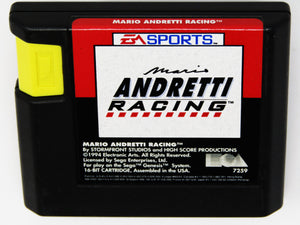 MARIO ANDRETTI RACING™
EA SPORTS™
Mario
ANDRETTI
RACING™
MARIO ANDRETTI RACING™
By STORMFRONT STUDIOS and HIGH SCORE PRODUCTIONS
©1994 Electronic Arts. All Rights Reserved.
Licensed by Sega Enterprises, Ltd.
For play on the Sega™ Genesis™ System.
16-BIT CARTRIDGE. Assembled in the USA.
7259